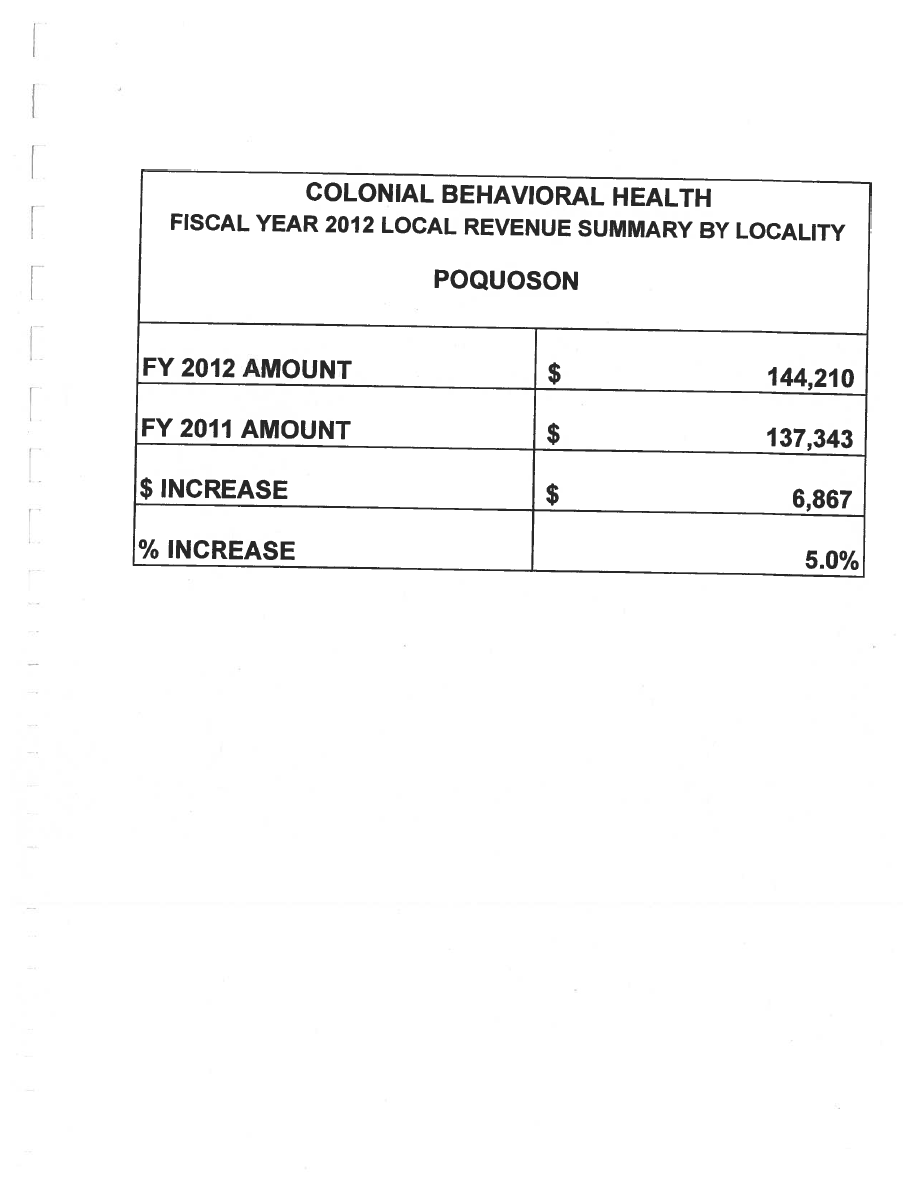 COLONIAL BEHAVIORAL HEALTH
FISCAL YEAR 2012 LOCAL REVENUE SUMMARY BY LOCALITY
POQUOSON
FY 2012 AMOUNT $ 144,210
FY 2011 AMOUNT $ 137,343
$ INCREASE $ 6,867
% INCREASE 5.0%